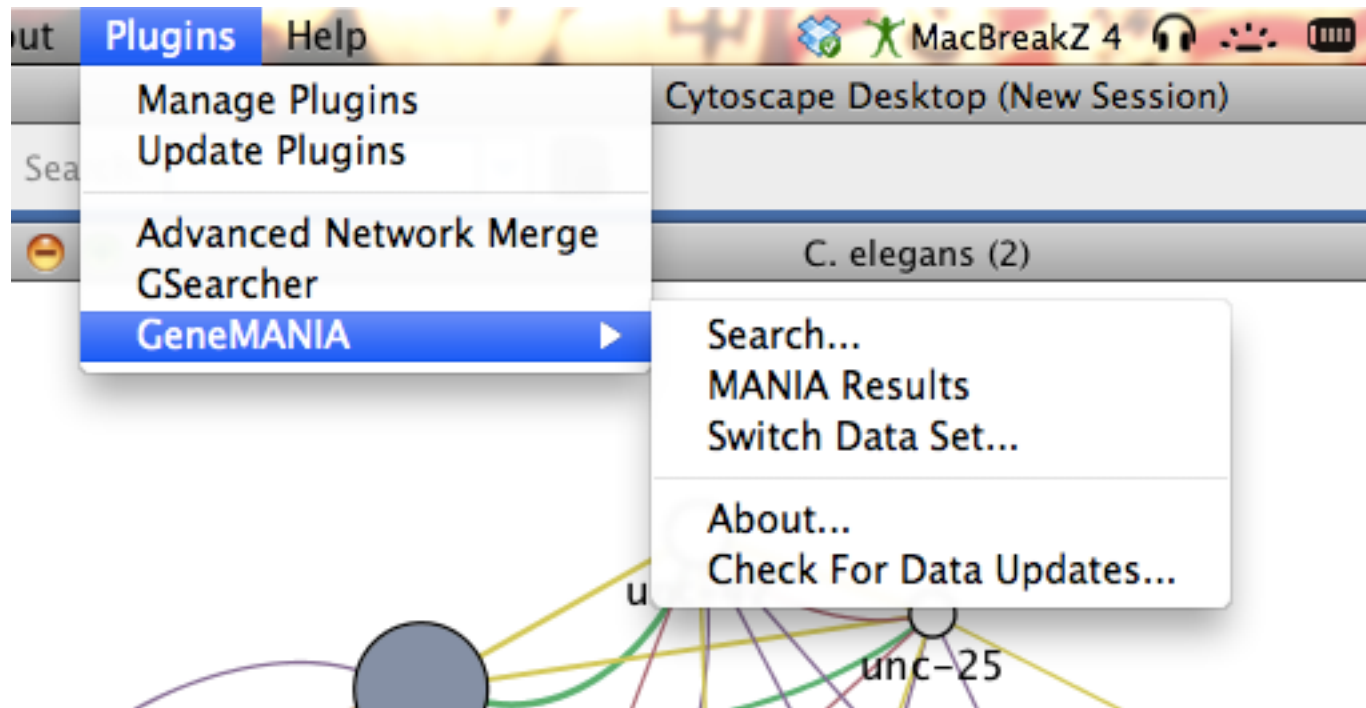 Plugins Help MacBreakZ 4
Manage Plugins
Cytoscape Desktop (New Session)
Update Plugins
Advanced Network Merge
C. elegans (2)
GSearcher
GeneMANIA
Search...
MANIA Results
Switch Data Set...
About...
Check For Data Updates...
unc-25